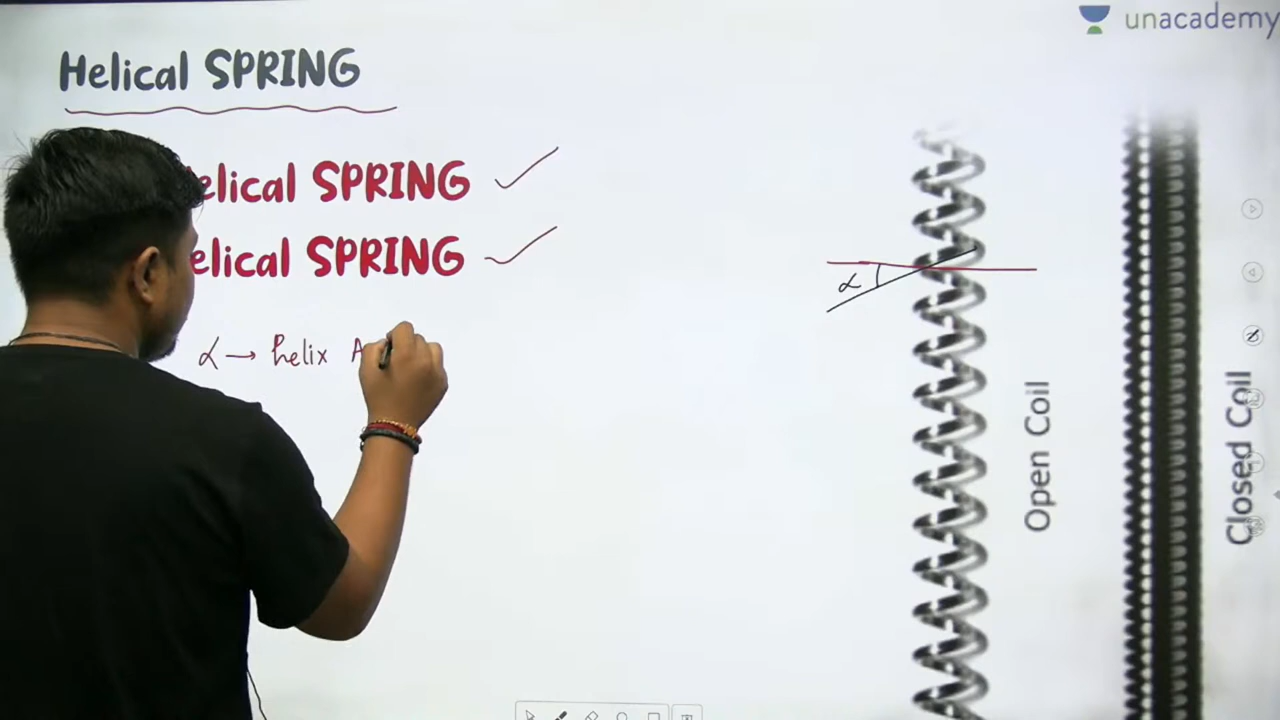 unacademy
Helical SPRING
elical SPRING
elical SPRING
α
α → helix A
Open Coil
Closed Coil